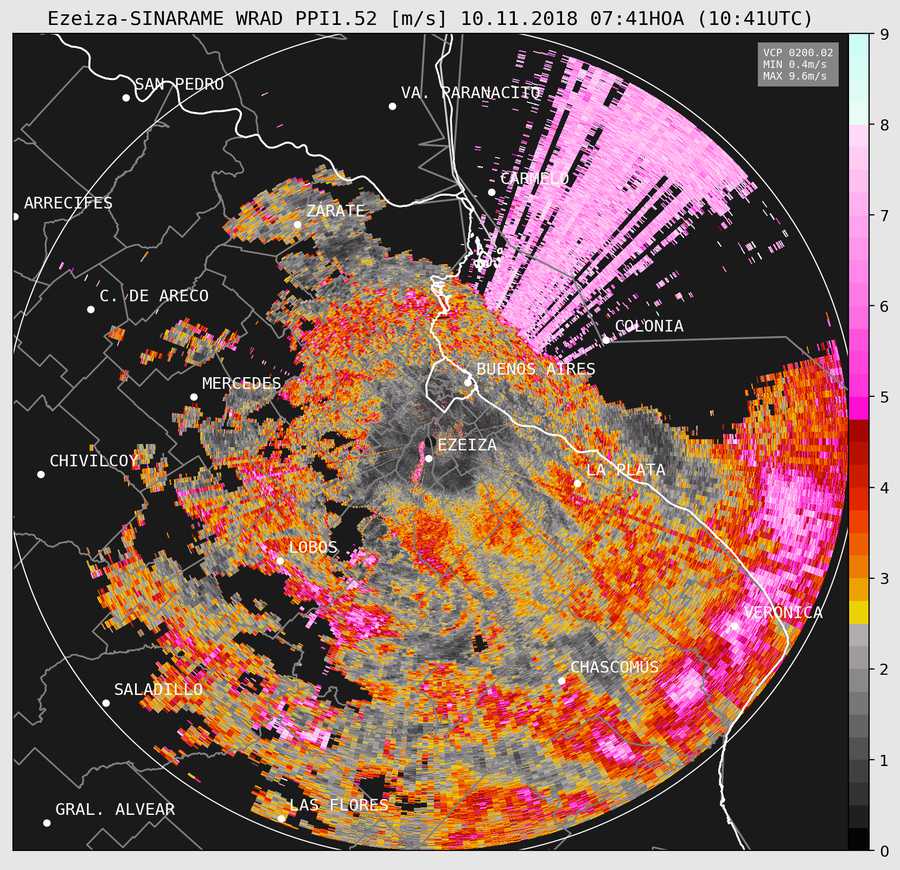 Ezeiza-SINARAME WRAD PPI1.52 [m/s] 10.11.2018 07:41HOA (10:41UTC)
VCP 0200.02
MIN 0.4m/s
MAX 9.6m/s
SAN PEDRO
VA. PARANACITO
CARMELO
ARRECIFES
ZARATE
C. DE ARECO
COLONIA
MERCEDES
BUENOS AIRES
EZEIZA
CHIVILCOY
LA PLATA
LOBOS
VERONICA
CHASCOMUS
SALADILLO
LAS FLORES
GRAL. ALVEAR
9
8
7
6
5
4
3
2
1
0